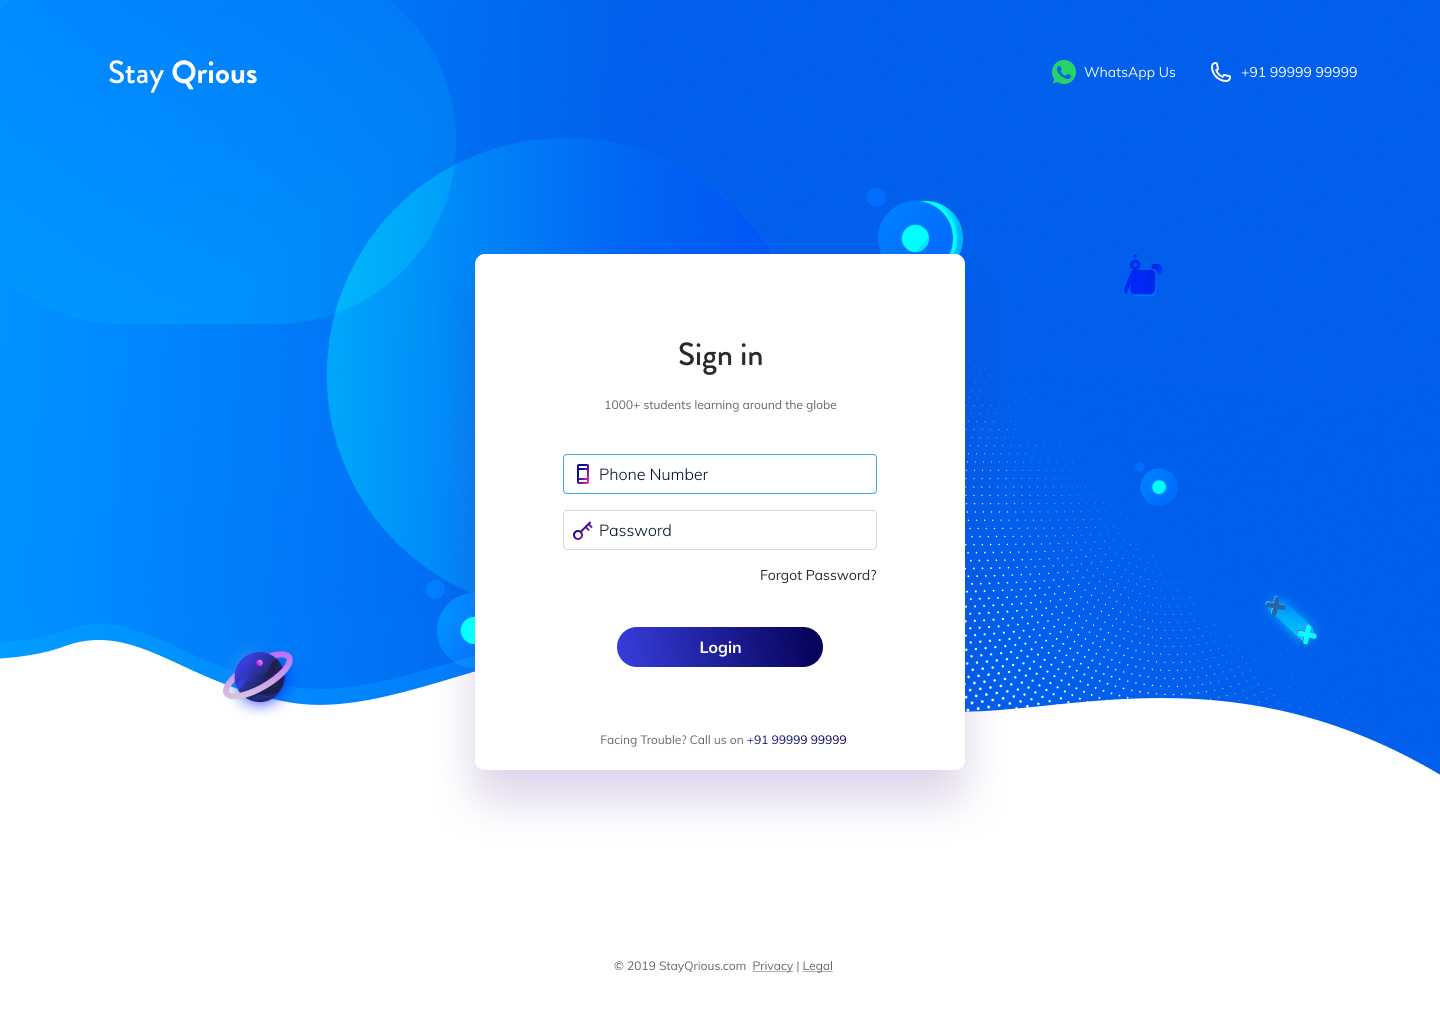 Stay Qrious
WhatsApp Us
+91 99999 99999
Sign in
1000+ students learning around the globe
Phone Number
Password
Forgot Password?
Login
Facing Trouble? Call us on +91 99999 99999
© 2019 StayQrious.com Privacy | Legal